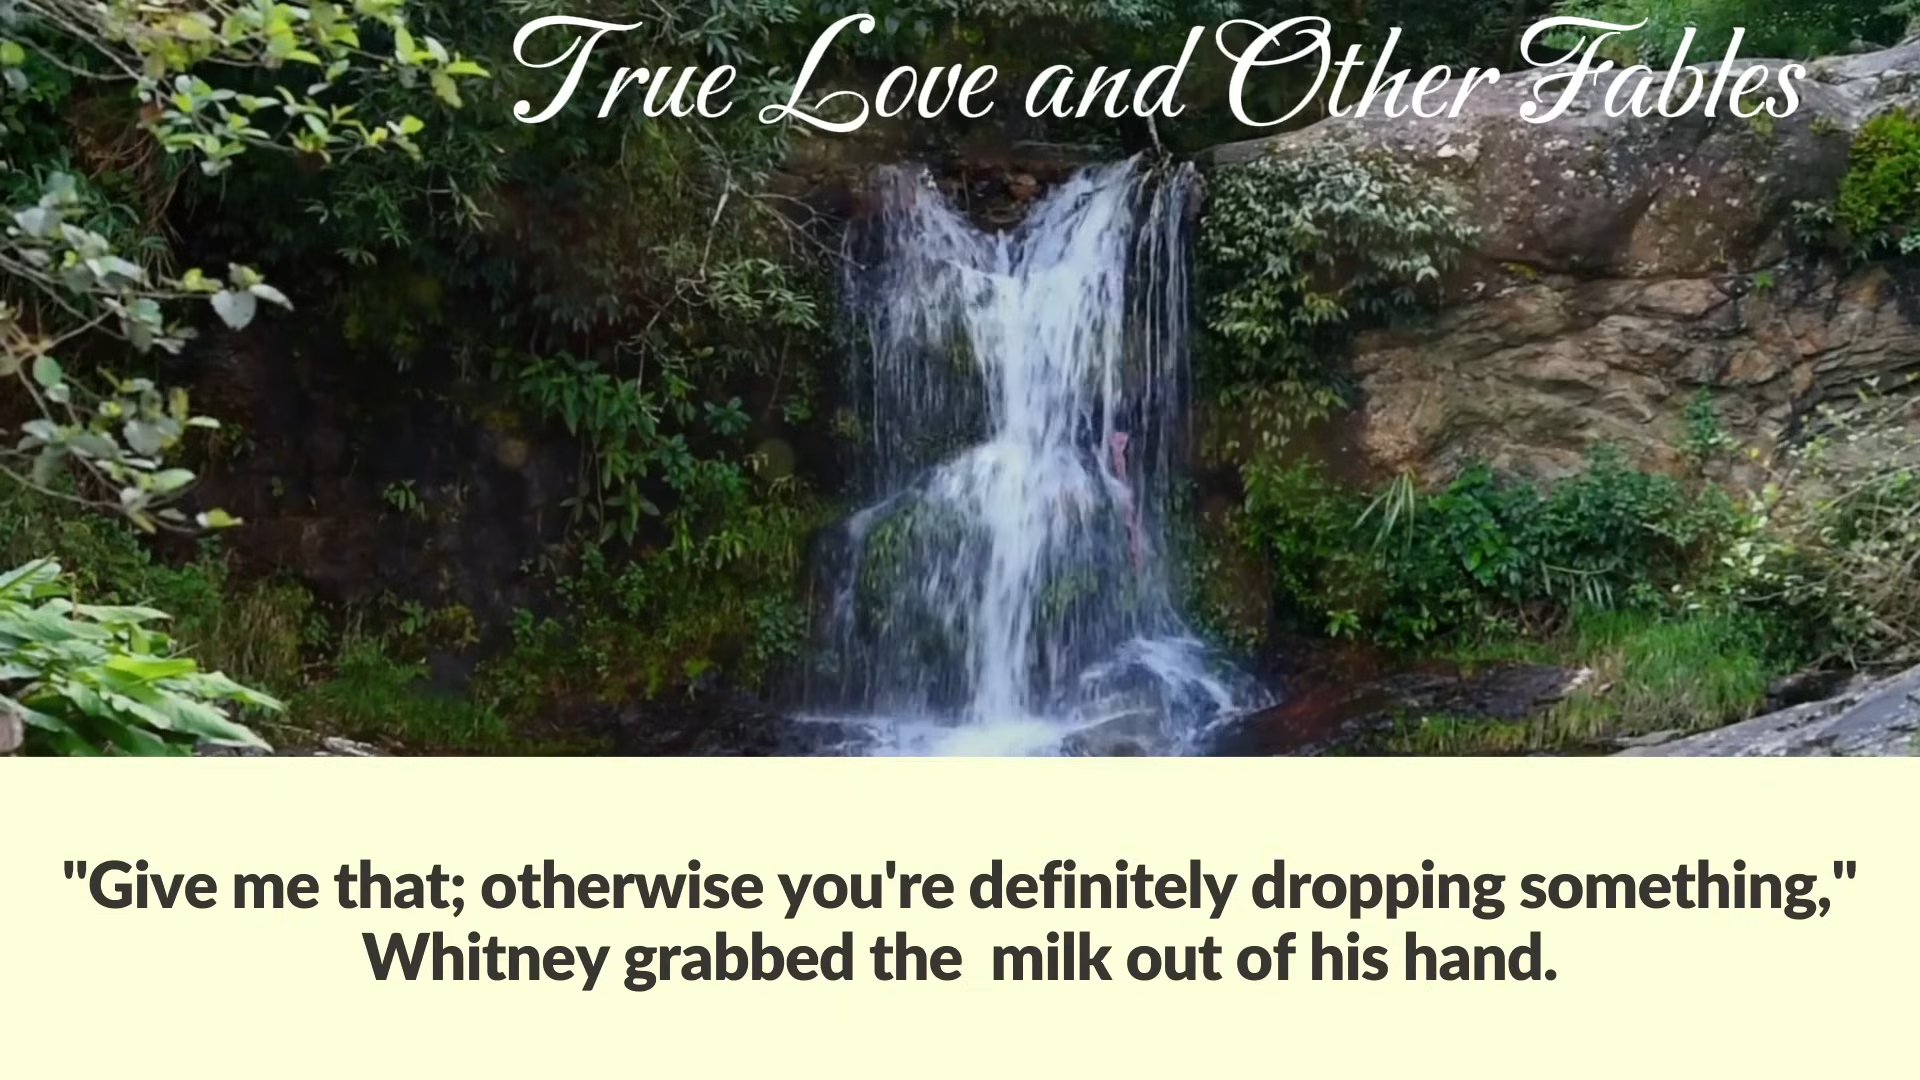 True Love and Other Fables
"Give me that; otherwise you're definitely dropping something,"
Whitney grabbed the  milk out of his hand.